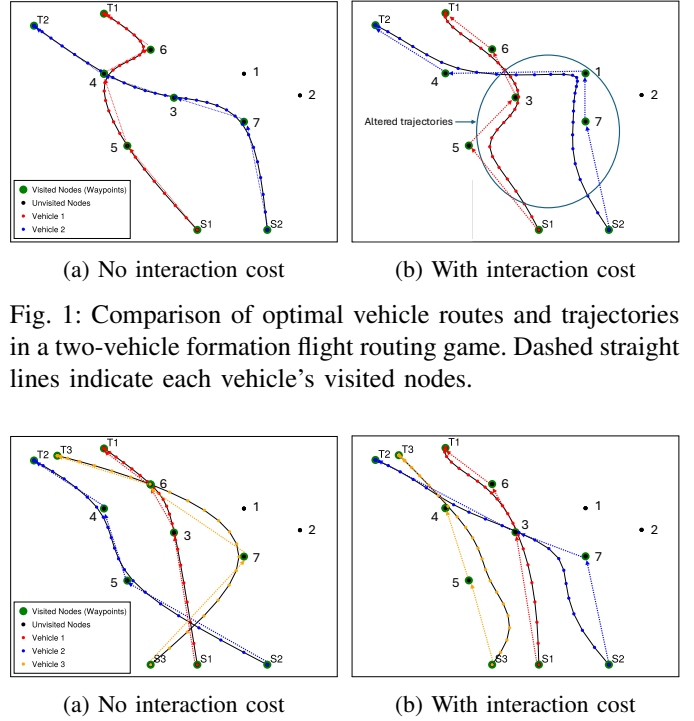 T1
T2
6
4
1
2
3
7
5
S1
S2
Visited Nodes (Waypoints)
Unvisited Nodes
Vehicle 1
Vehicle 2
T1
T2
6
4
1
2
3
7
Altered trajectories
5
S1
S2
(a) No interaction cost
(b) With interaction cost
Fig. 1: Comparison of optimal vehicle routes and trajectories
in a two-vehicle formation flight routing game. Dashed straight
lines indicate each vehicle's visited nodes.
T1
T3
T2
6
4
1
2
3
7
5
S3
S1
S2
Visited Nodes (Waypoints)
Unvisited Nodes
Vehicle 1
Vehicle 2
Vehicle 3
T1
T3
T2
6
4
1
2
3
7
5
S3
S1
S2
(a) No interaction cost
(b) With interaction cost